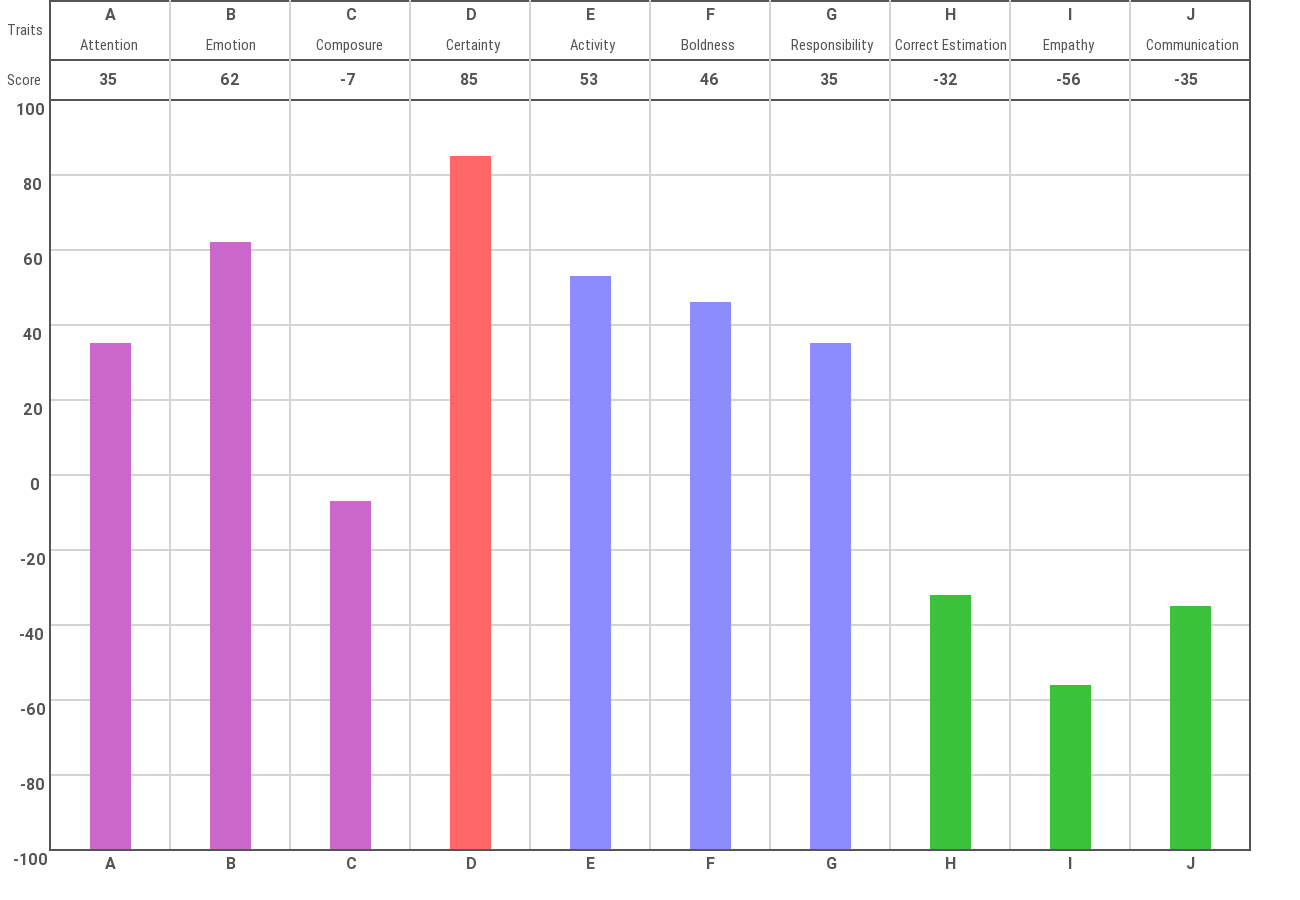 Traits A B C D E F G H I J
Attention Emotion Composure Certainty Activity Boldness Responsibility Correct Estimation Empathy Communication
Score 35 62 -7 85 53 46 35 -32 -56 -35
100
80
60
40
20
0
-20
-40
-60
-80
-100
A B C D E F G H I J